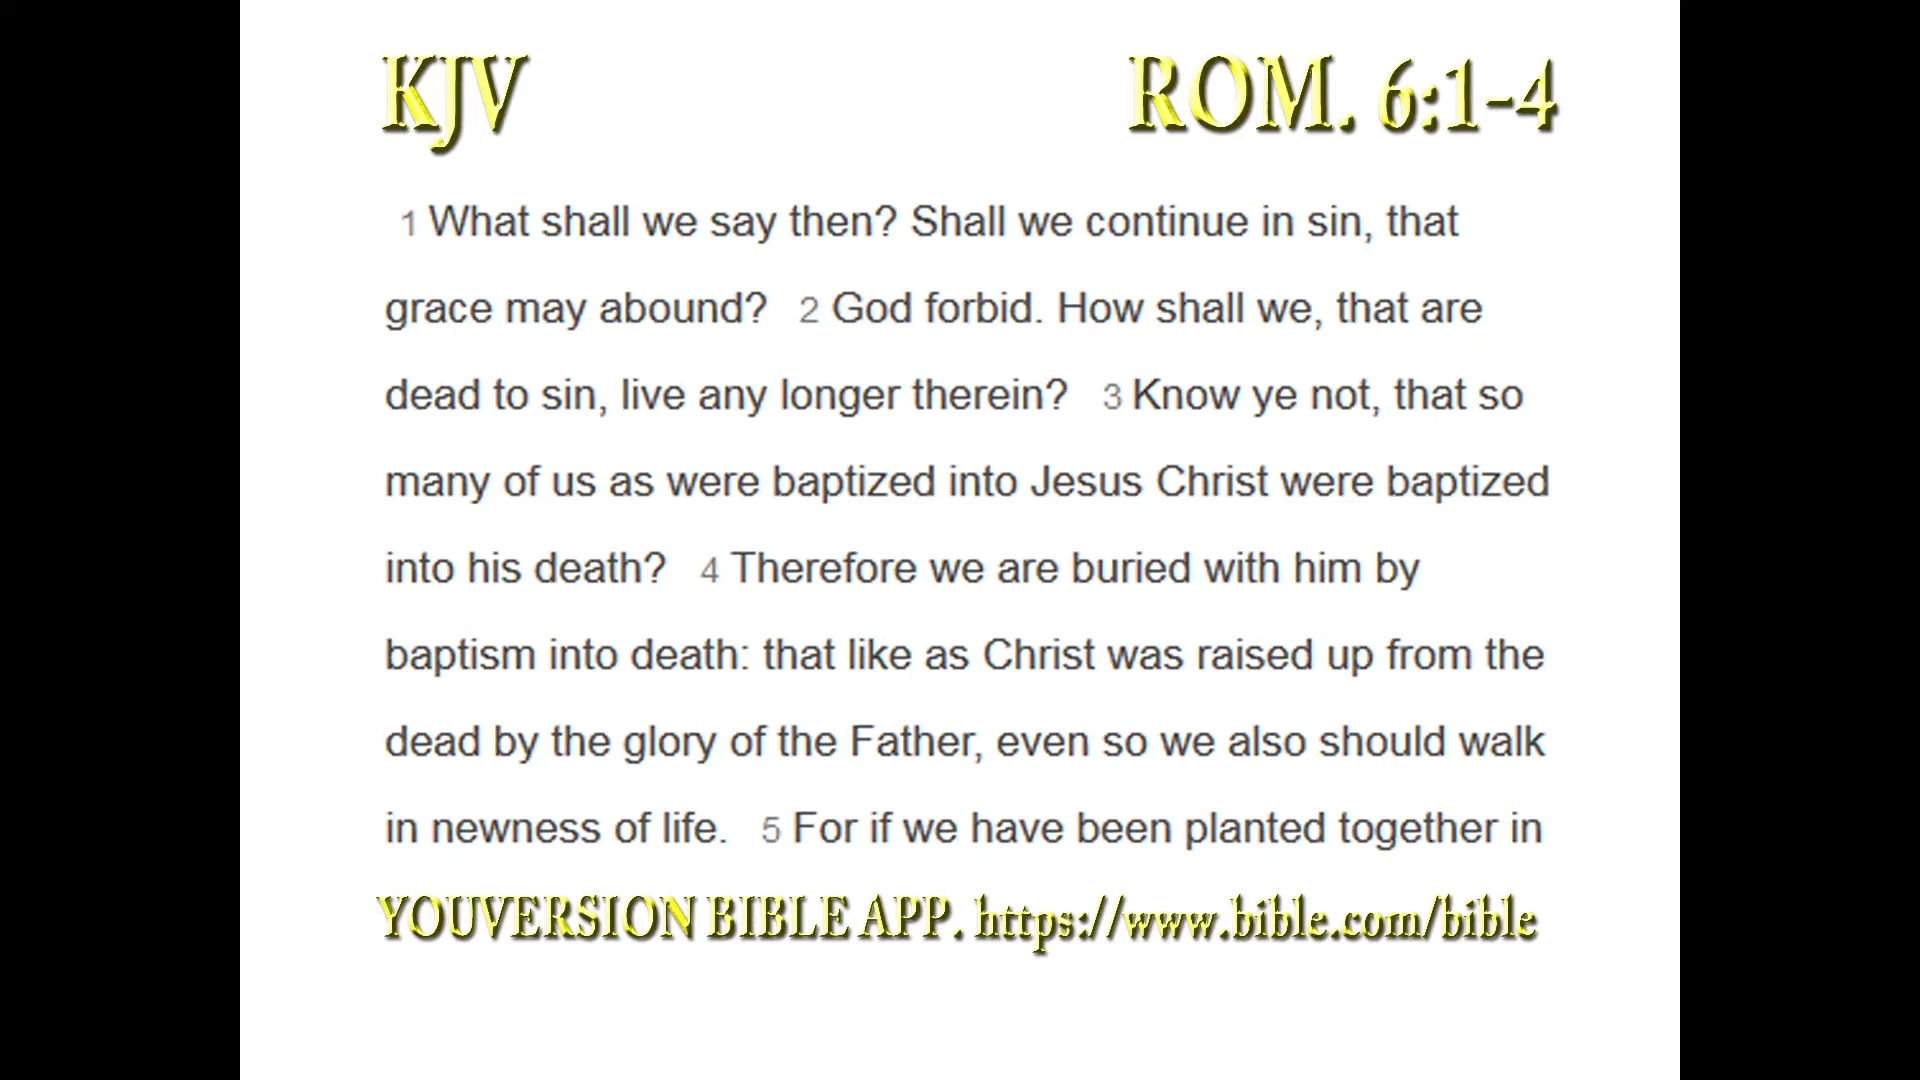 KJV ROM. 6:1-4
1 What shall we say then? Shall we continue in sin, that
grace may abound? 2 God forbid. How shall we, that are
dead to sin, live any longer therein? 3 Know ye not, that so
many of us as were baptized into Jesus Christ were baptized
into his death? 4 Therefore we are buried with him by
baptism into death: that like as Christ was raised up from the
dead by the glory of the Father, even so we also should walk
in newness of life. 5 For if we have been planted together in
YOUVERSION BIBLE APP. https://www.bible.com/bible